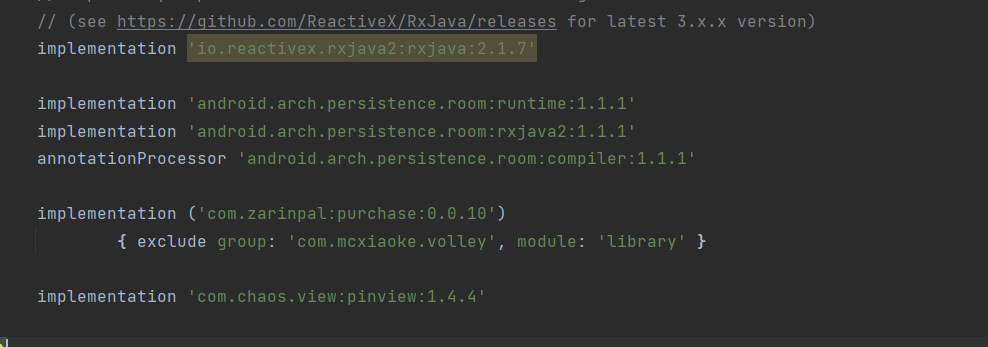 // (see https://github.com/ReactiveX/RxJava/releases for latest 3.x.x version)
implementation 'io.reactivex.rxjava2:rxjava:2.1.7'
implementation 'android.arch.persistence.room:runtime:1.1.1'
implementation 'android.arch.persistence.room:rxjava2:1.1.1'
annotationProcessor 'android.arch.persistence.room:compiler:1.1.1'
implementation ('com.zarinpal:purchase:0.0.10')
{ exclude group: 'com.mcxiaoke.volley', module: 'library' }
implementation 'com.chaos.view:pinview:1.4.4'